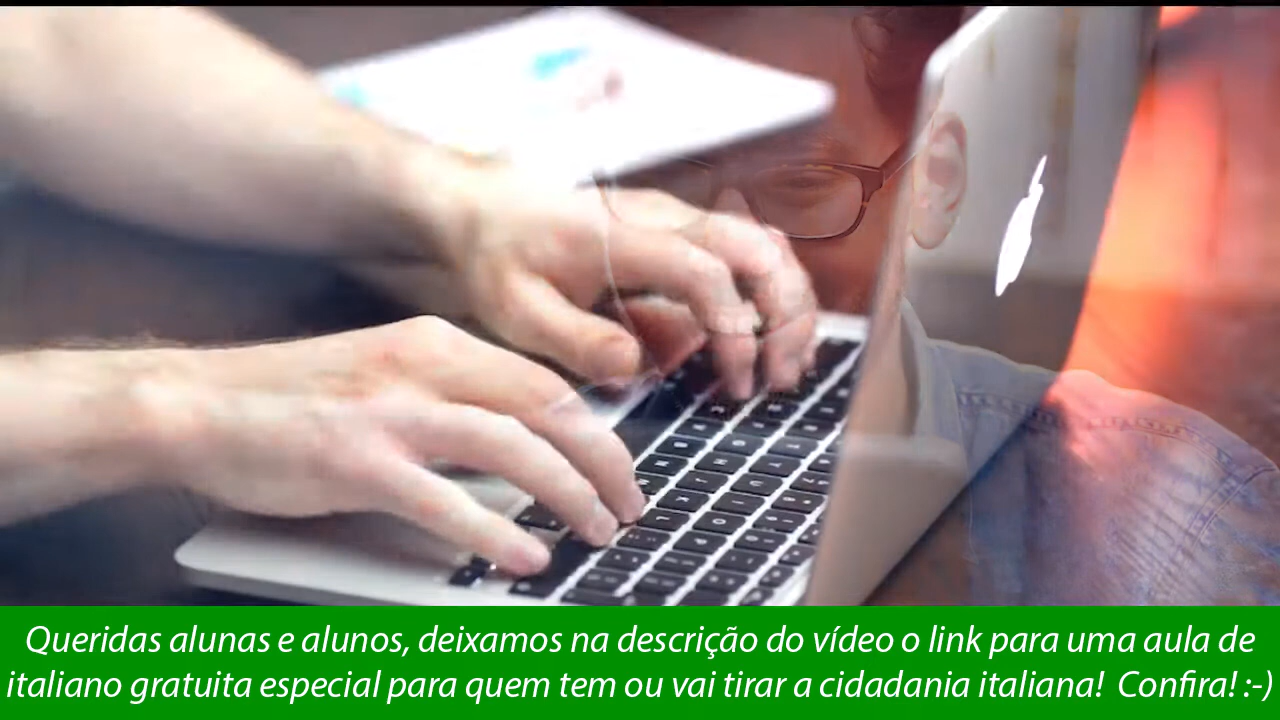 Queridas alunas e alunos, deixamos na descrição do vídeo o link para uma aula de
italiano gratuita especial para quem tem ou vai tirar a cidadania italiana! Confira! :-)